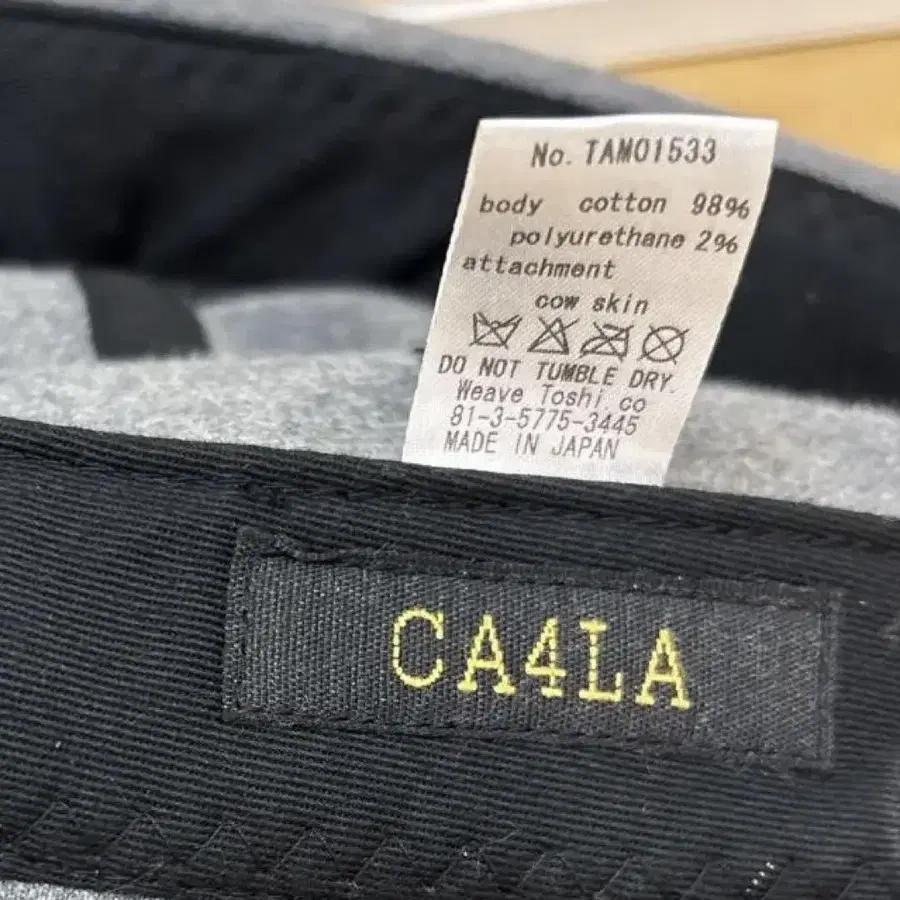 No. TAM01533
body cotton 98%
polyurethane 2%
attachment
cow skin
DO NOT TUMBLE DRY.
Weave Toshi co
81-3-5775-3445
MADE IN JAPAN
CA4LA